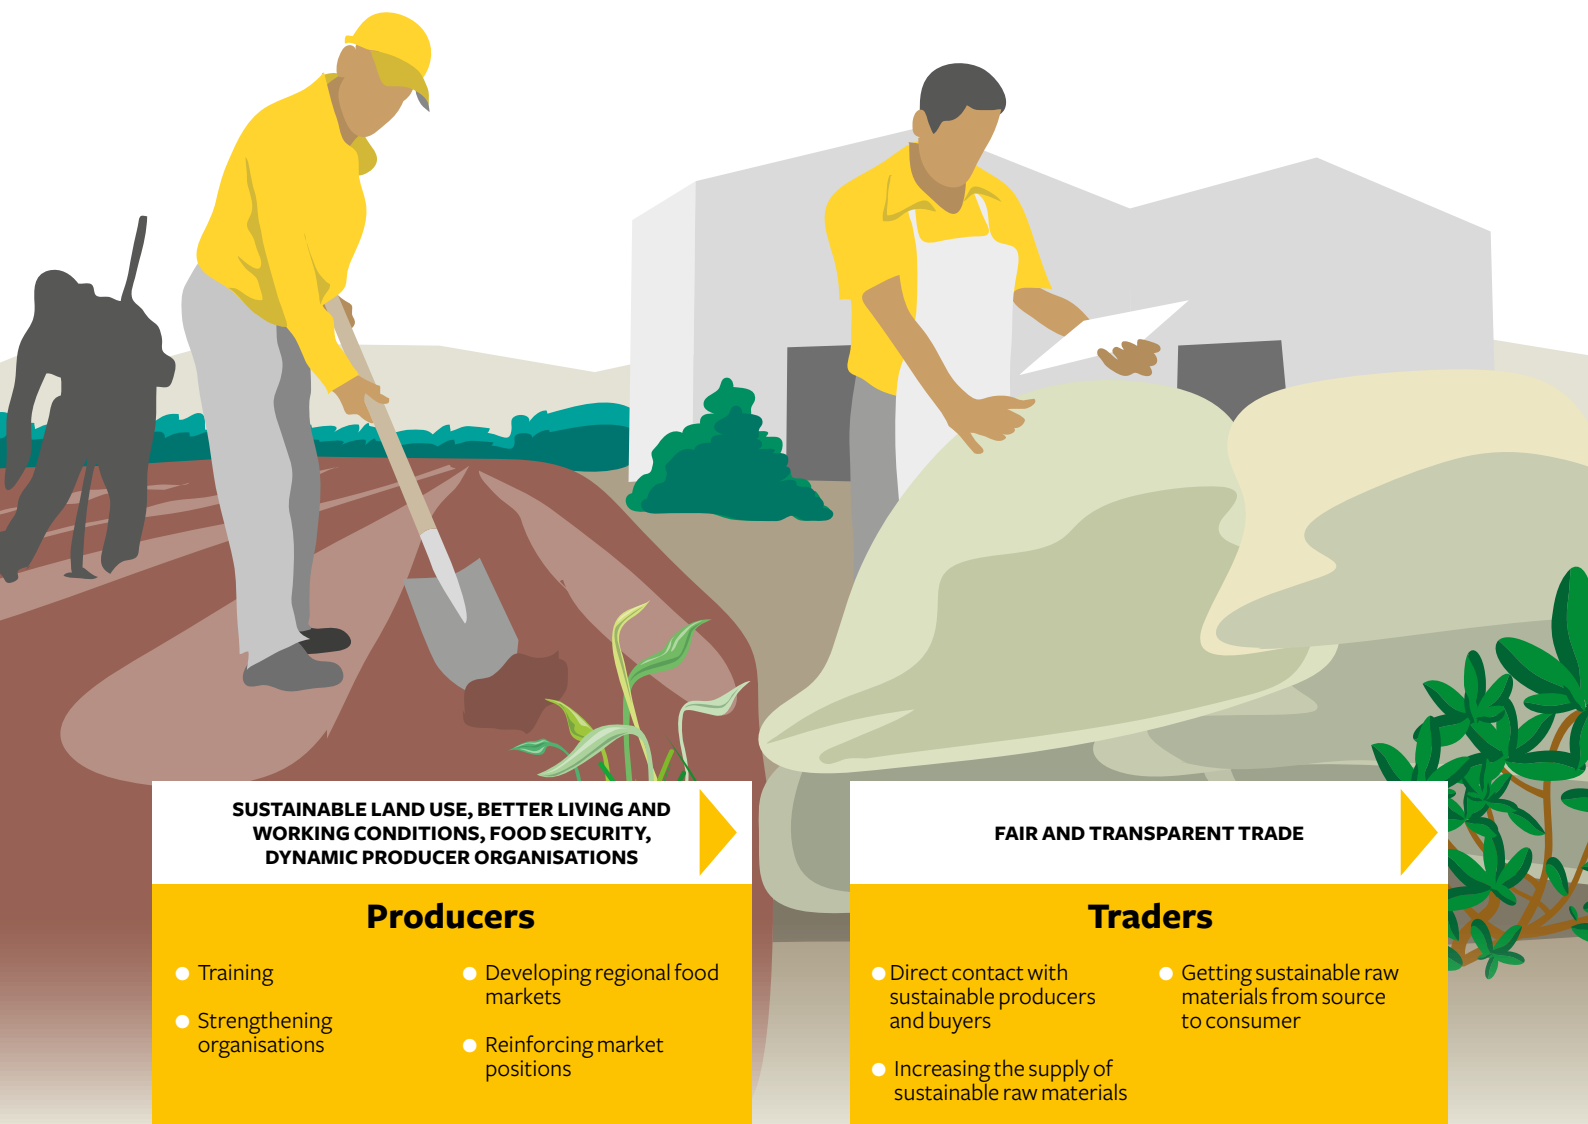 SUSTAINABLE LAND USE, BETTER LIVING AND
WORKING CONDITIONS, FOOD SECURITY,
DYNAMIC PRODUCER ORGANISATIONS
Producers
Training
Strengthening
organisations
Developing regional food
markets
Reinforcing market
positions
FAIR AND TRANSPARENT TRADE
Traders
Direct contact with
sustainable producers
and buyers
Increasing the supply of
sustainable raw materials
Getting sustainable raw
materials from source
to consumer